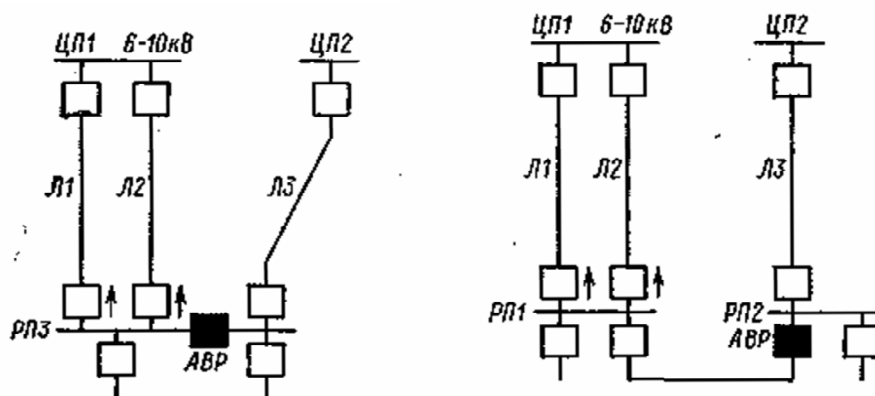 ЦП1 6-10кВ ЦП2
Л1 Л2 Л3
РП3
АВР
ЦП1 6-10кВ ЦП2
Л1 Л2 Л3
РП1 РП2
АВР